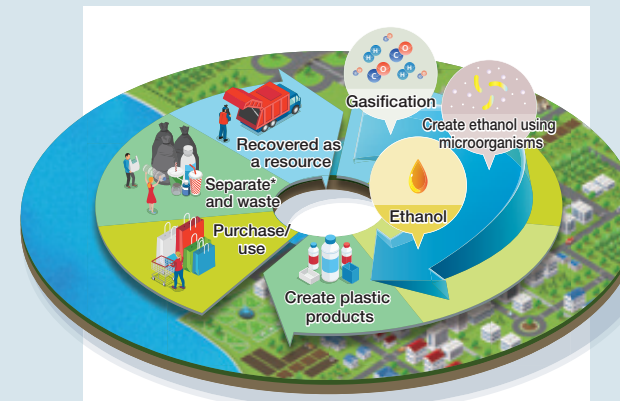 Gasification
Create ethanol using
microorganisms
Ethanol
Create plastic
products
Purchase/
use
Separate*
and waste
Recovered as
a resource
H
H
C
O
C
O
H
H